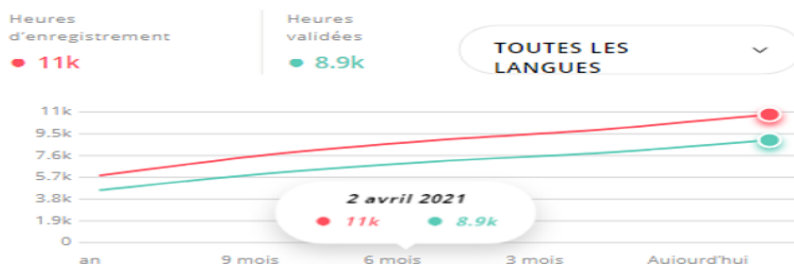 Heures
d'enregistrement
11k
Heures
validées
8.9k
TOUTES LES
LANGUES
11k
9.5k
7.6k
5.7k
3.8k
1.9k
0
2 avril 2021
11k 8.9k
an 9 mois 6 mois 3 mois Aujourd'hui